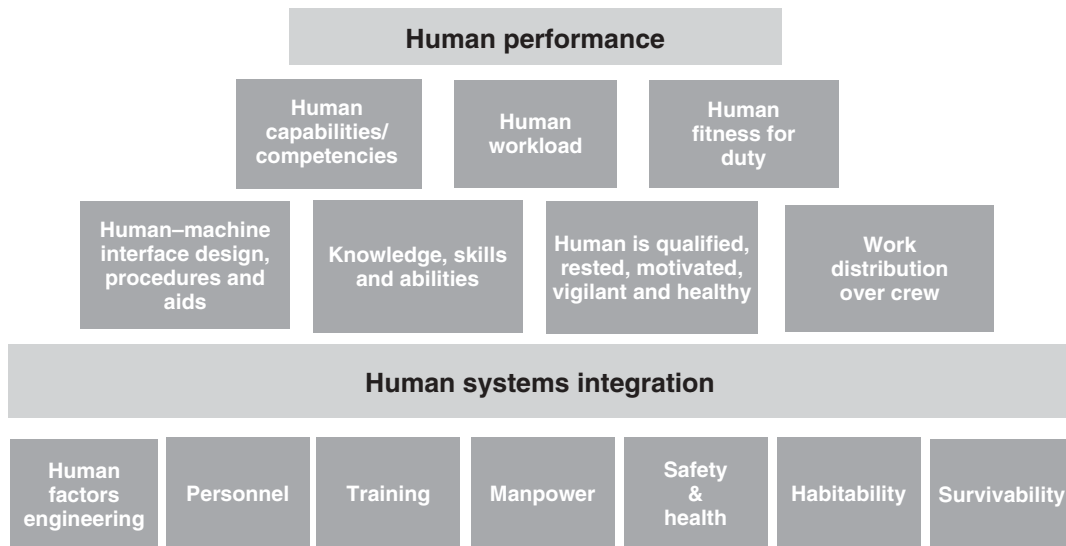 Human performance
Human
capabilities/
competencies
Human
workload
Human
fitness for
duty
Human–machine
interface design,
procedures and
aids
Knowledge, skills
and abilities
Human is qualified,
rested, motivated,
vigilant and healthy
Work
distribution
over crew
Human systems integration
Human
factors
engineering
Personnel
Training
Manpower
Safety
&
health
Habitability
Survivability